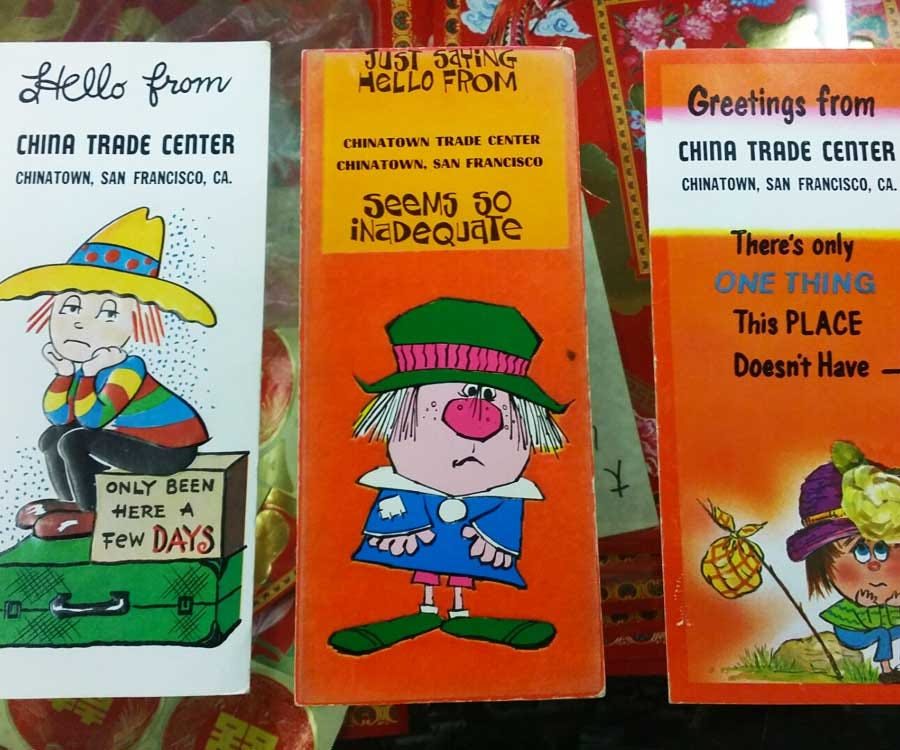 Hello from
CHINA TRADE CENTER
CHINATOWN, SAN FRANCISCO, CA.
ONLY BEEN
HERE A
FEW DAYS
JUST SAYING
HELLO FROM
CHINATOWN TRADE CENTER
CHINATOWN, SAN FRANCISCO
SEEMS SO
INADEQUATE
Greetings from
CHINA TRADE CENTER
CHINATOWN, SAN FRANCISCO, CA.
There's only
ONE THING
This PLACE
Doesn't Have —
囍
囍